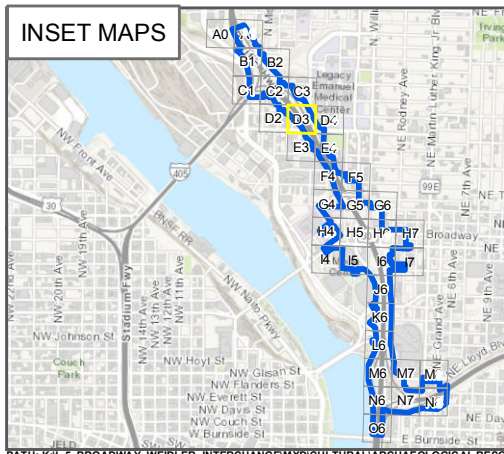 INSET MAPS
A0
B1
B2
C1
C2
C3
D2
D3
D4
E3
E4
F4
F5
G4
G5
G6
H4
H5
H7
I4
I5
I6
I7
J6
K6
L6
M6
M7
N6
N7
O6
Legacy
Emanuel
Medical
Center
NE Rodney Ave
NE Martin Luther King Jr Blvd
NE 7th Ave
99E
Broadway
NE Grand Ave
NE 6th Ave
NE 9th Ave
NE Lloyd Blvd
E Burnside St
NW Front Ave
405
30
BNSF RR
NW Naito Pkwy
NW 22nd Ave
NW 19th Ave
Stadium Fwy
NW 14th Ave
NW 13th Ave
NW 12th Ave
NW 11th Ave
NW 20th Ave
NW Johnson St
Couch
Park
NW Hoyt St
NW Glisan St
NW Flanders St
NW Everett St
NW Davis St
NW Couch St
W Burnside St